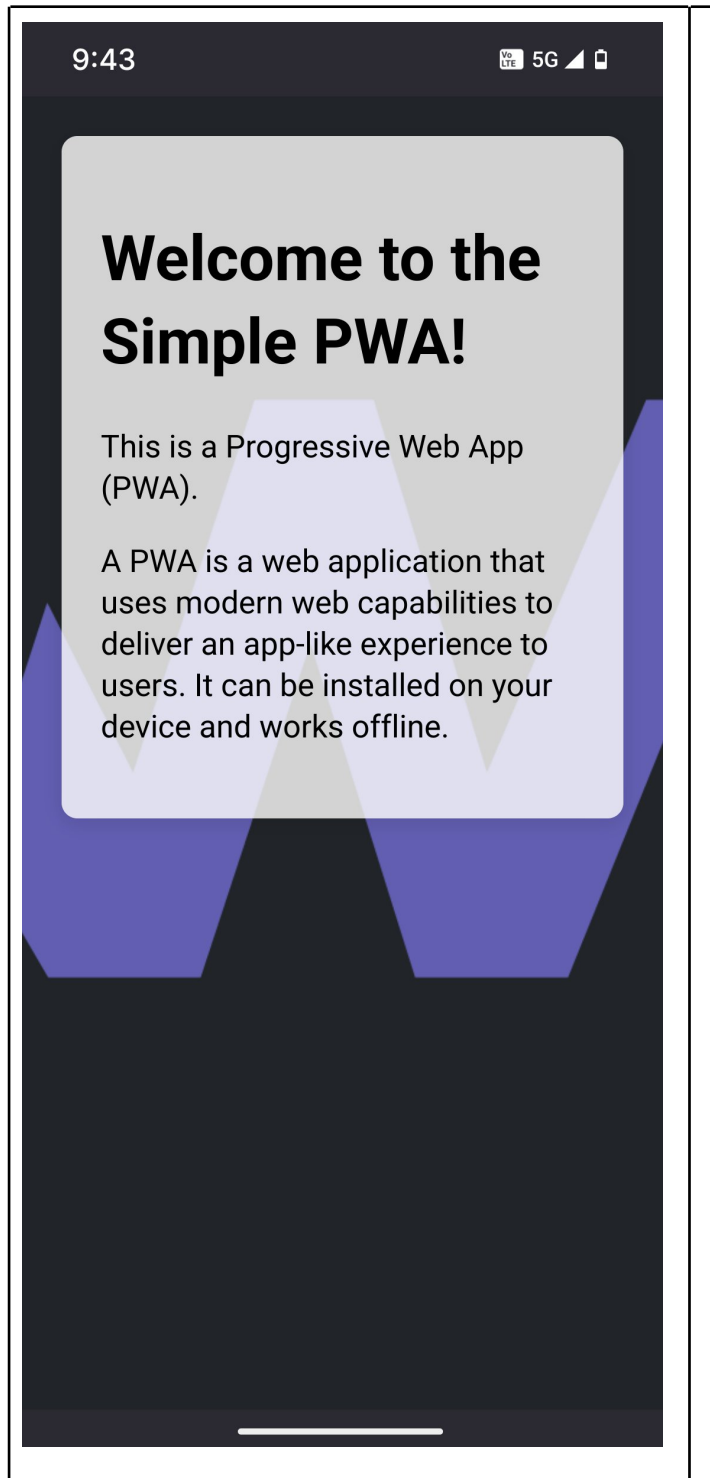 9:43
Vo
LTE
5G
Welcome to the
Simple PWA!
This is a Progressive Web App
(PWA).
A PWA is a web application that
uses modern web capabilities to
deliver an app-like experience to
users. It can be installed on your
device and works offline.